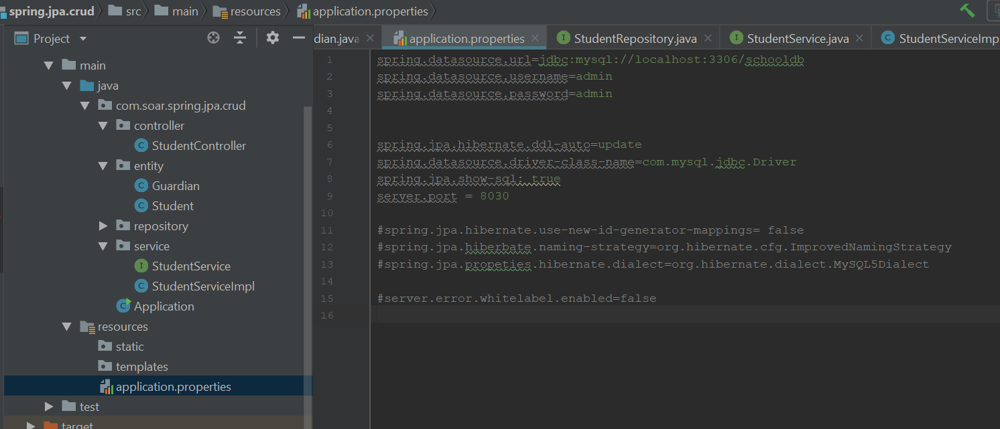 spring.jpa.crud src main resources application.properties
Project
dian.java application.properties StudentRepository.java StudentService.java StudentServiceImp
main
java
com.soar.spring.jpa.crud
controller
StudentController
entity
Guardian
Student
repository
service
StudentService
StudentServiceImpl
Application
resources
static
templates
application.properties
test
target
1 spring.datasource.url=jdbc:mysql://localhost:3306/schooldb
2 spring.datasource.username=admin
3 spring.datasource.password=admin
4
5
6 spring.jpa.hibernate.ddl-auto=update
7 spring.datasource.driver-class-name=com.mysql.jdbc.Driver
8 spring.jpa.show-sql: true
9 server.port = 8030
10
11 #spring.jpa.hibernate.use-new-id-generator-mappings= false
12 #spring.jpa.hiberbate.naming-strategy=org.hibernate.cfg.ImprovedNamingStrategy
13 #spring.jpa.propeties.hibernate.dialect=org.hibernate.dialect.MySQL5Dialect
14
15 #server.error.whitelabel.enabled=false
16